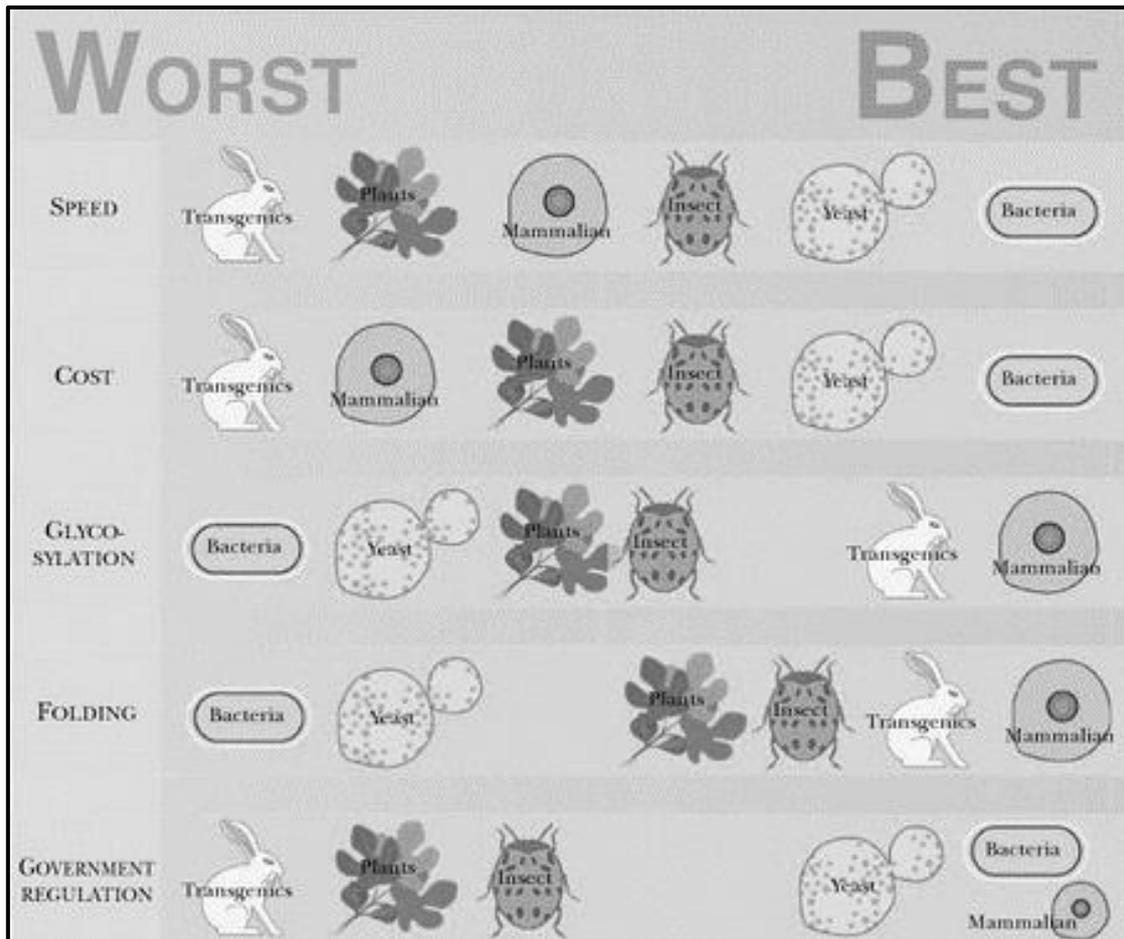 WORST BEST
SPEED
Transgenics Plants Mammalian Insect Yeast Bacteria
COST
Transgenics Mammalian Plants Insect Yeast Bacteria
GLYCO-
SYLATION
Bacteria Yeast Plants Insect Transgenics Mammalian
FOLDING
Bacteria Yeast Plants Insect Transgenics Mammalian
GOVERNMENT
REGULATION
Transgenics Plants Insect Yeast Bacteria
Mammalian